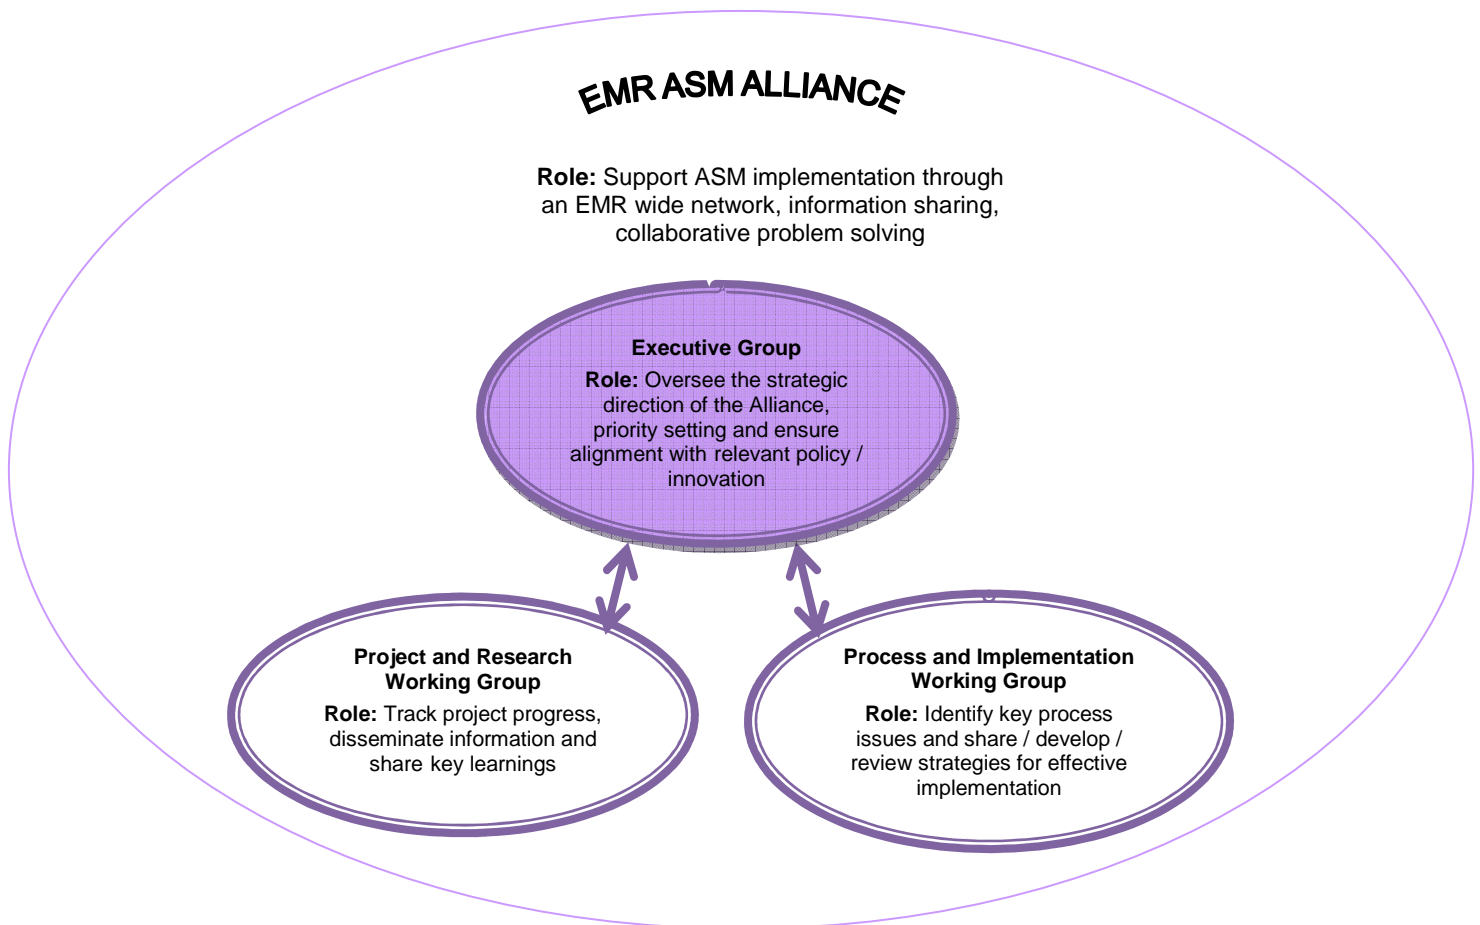 EMR ASM ALLIANCE
Role: Support ASM implementation through
an EMR wide network, information sharing,
collaborative problem solving
Executive Group
Role: Oversee the strategic
direction of the Alliance,
priority setting and ensure
alignment with relevant policy /
innovation
Project and Research
Working Group
Role: Track project progress,
disseminate information and
share key learnings
Process and Implementation
Working Group
Role: Identify key process
issues and share / develop /
review strategies for effective
implementation